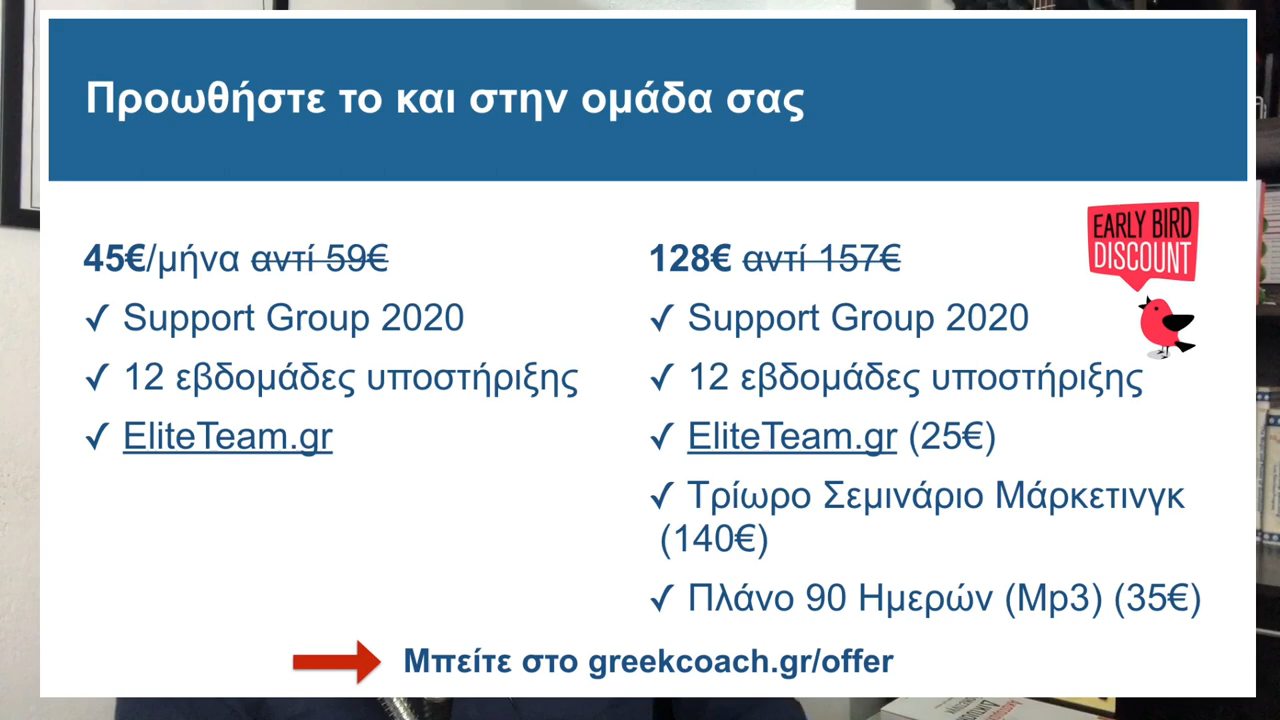 Προωθήστε το και στην ομάδα σας
45€/μήνα αντί 59€
✓ Support Group 2020
✓ 12 εβδομάδες υποστήριξης
✓ EliteTeam.gr
128€ αντί 157€
✓ Support Group 2020
✓ 12 εβδομάδες υποστήριξης
✓ EliteTeam.gr (25€)
✓ Τρίωρο Σεμινάριο Μάρκετινγκ
(140€)
✓ Πλάνο 90 Ημερών (Mp3) (35€)
EARLY BIRD
DISCOUNT
Μπείτε στο greekcoach.gr/offer